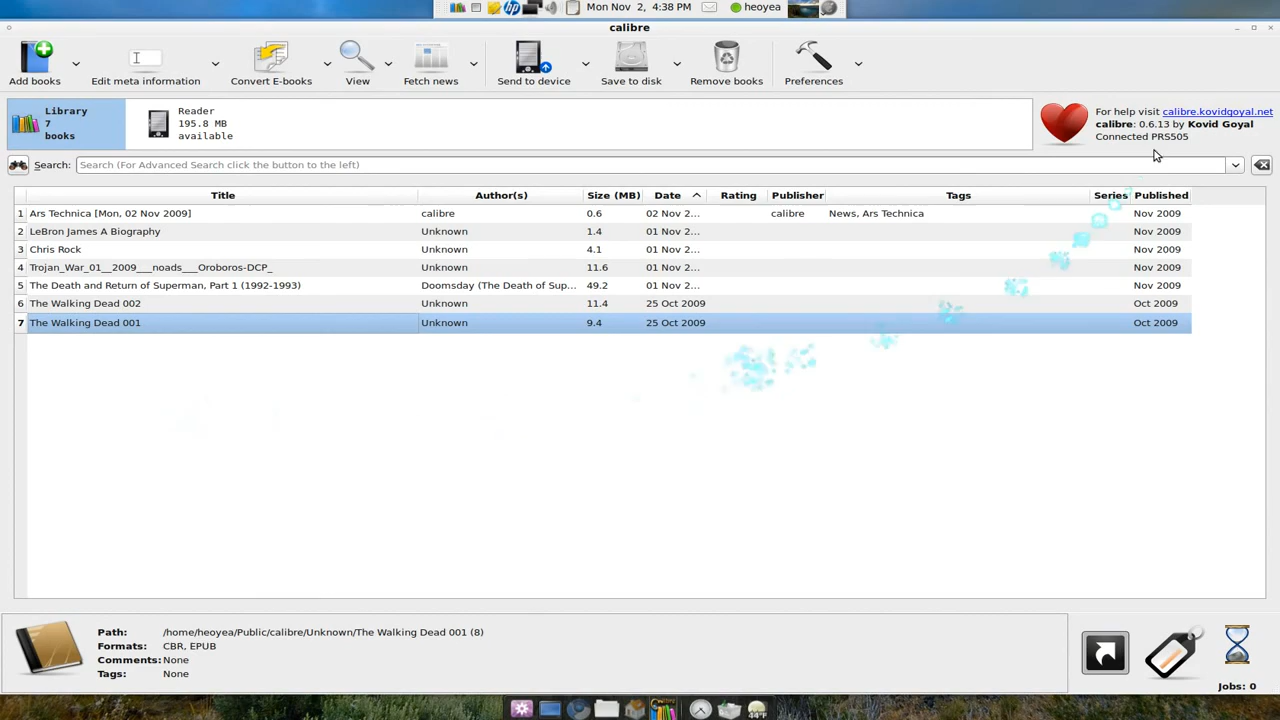 Mon Nov 2, 4:38 PM heoyea
calibre
Add books Edit meta information Convert E-books View Fetch news Send to device Save to disk Remove books Preferences
Library
7
books
Reader
195.8 MB
available
For help visit calibre.kovidgoyal.net
calibre: 0.6.13 by Kovid Goyal
Connected PRS505
Search: Search (For Advanced Search click the button to the left)
Title Author(s) Size (MB) Date Rating Publisher Tags Series Published
1 Ars Technica [Mon, 02 Nov 2009] calibre 0.6 02 Nov 2... calibre News, Ars Technica Nov 2009
2 LeBron James A Biography Unknown 1.4 01 Nov 2... Nov 2009
3 Chris Rock Unknown 4.1 01 Nov 2... Nov 2009
4 Trojan_War_01__2009___noads___Oroboros-DCP_ Unknown 11.6 01 Nov 2... Nov 2009
5 The Death and Return of Superman, Part 1 (1992-1993) Doomsday (The Death of Sup... 49.2 01 Nov 2... Nov 2009
6 The Walking Dead 002 Unknown 11.4 25 Oct 2009 Oct 2009
7 The Walking Dead 001 Unknown 9.4 25 Oct 2009 Oct 2009
Path: /home/heoyea/Public/calibre/Unknown/The Walking Dead 001 (8)
Formats: CBR, EPUB
Comments: None
Tags: None
Jobs: 0
44°F